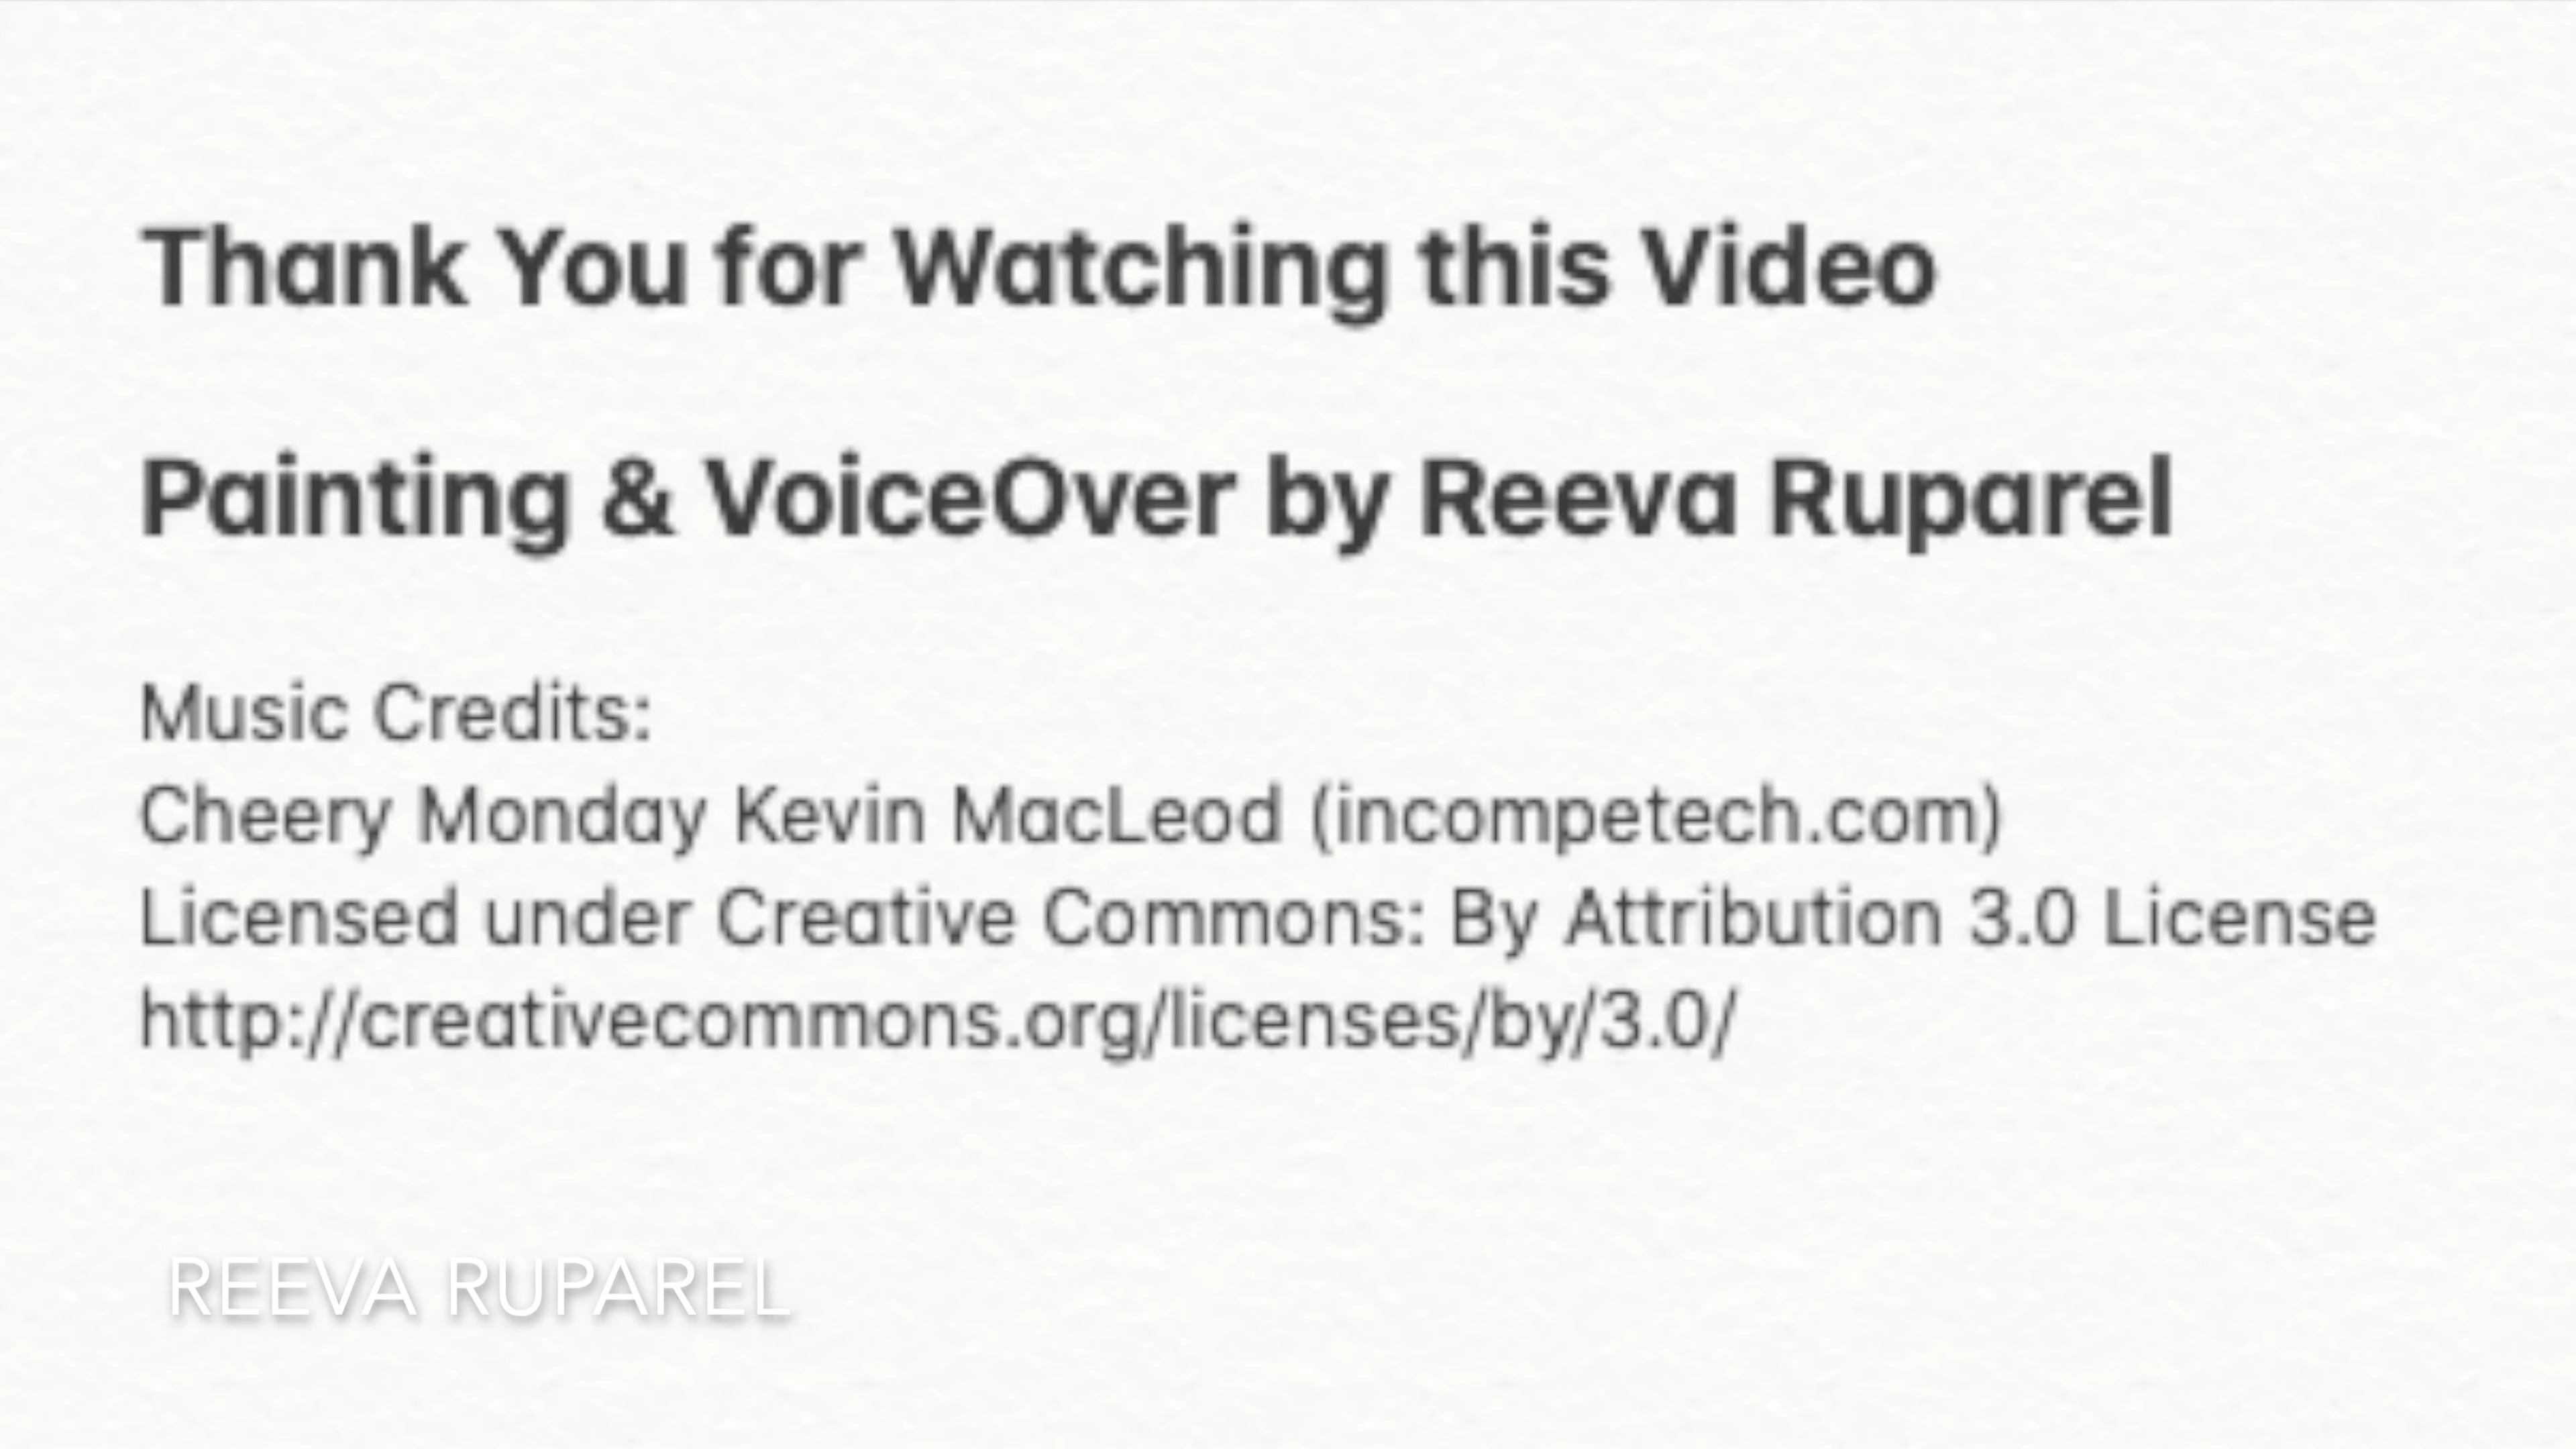 Thank You for Watching this Video
Painting & VoiceOver by Reeva Ruparel
Music Credits:
Cheery Monday Kevin MacLeod (incompetech.com)
Licensed under Creative Commons: By Attribution 3.0 License
http://creativecommons.org/licenses/by/3.0/
REEVA RUPAREL